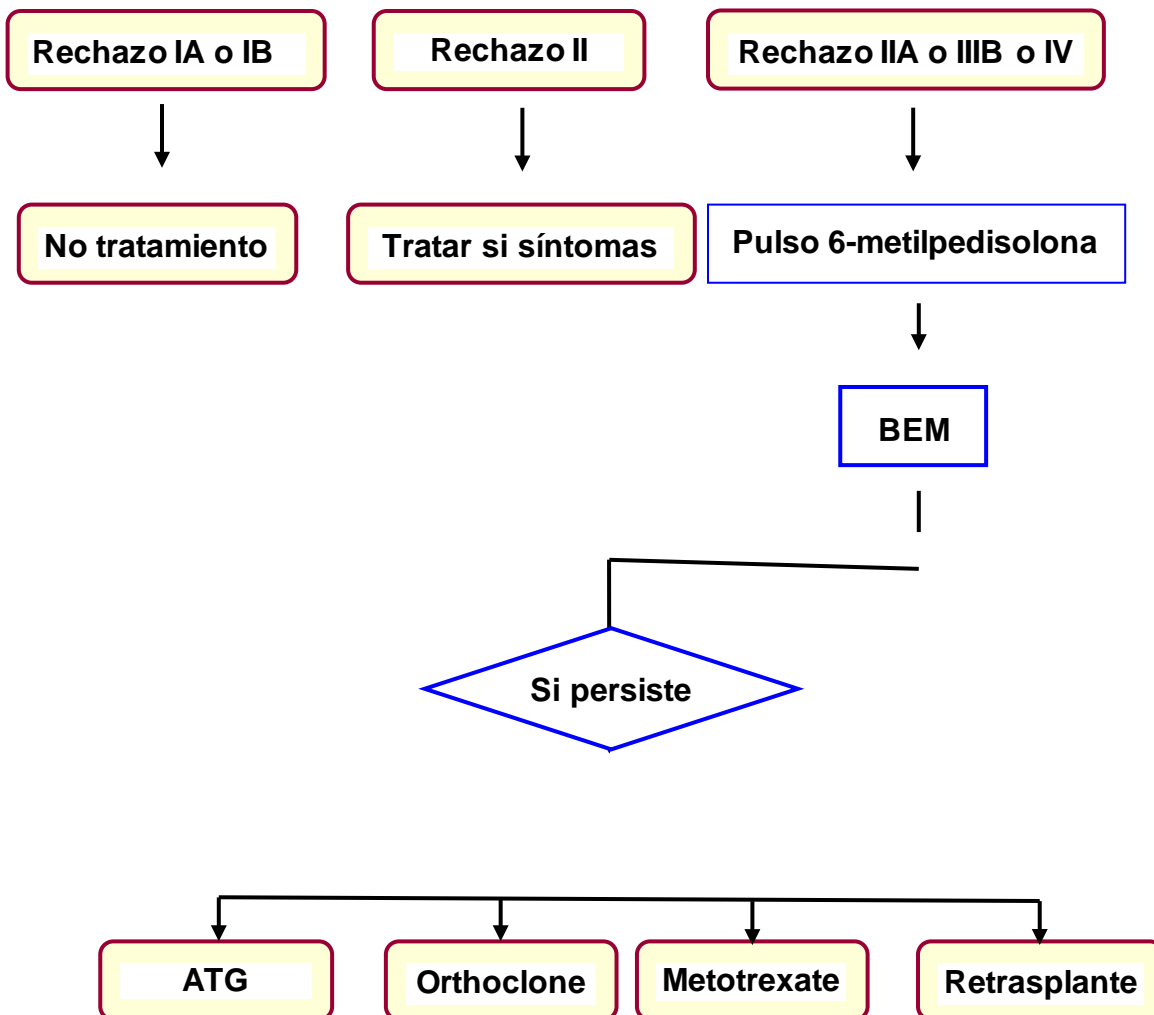 Rechazo IA o IB
Rechazo II
Rechazo IIA o IIIB o IV
No tratamiento
Tratar si síntomas
Pulso 6-metilpedisolona
BEM
Si persiste
ATG
Orthoclone
Metotrexate
Retrasplante